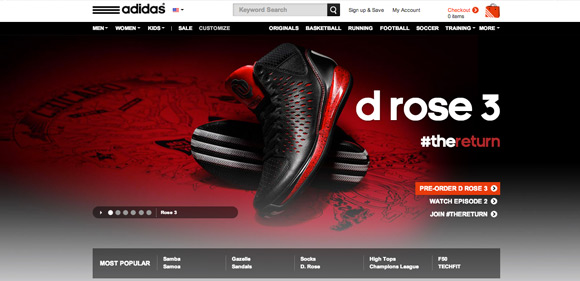 adidas
Keyword Search
Sign up & Save
My Account
Checkout
0 items
MEN WOMEN KIDS | SALE CUSTOMIZE ORIGINALS BASKETBALL RUNNING FOOTBALL SOCCER TRAINING MORE
CHICAGO
d rose 3
#thereturn
PRE-ORDER D ROSE 3
WATCH EPISODE 2
JOIN #THERETURN
Rose 3
MOST POPULAR
Samba
Samoa
Gazelle
Sandals
Socks
D. Rose
High Tops
Champions League
F50
TECHFIT